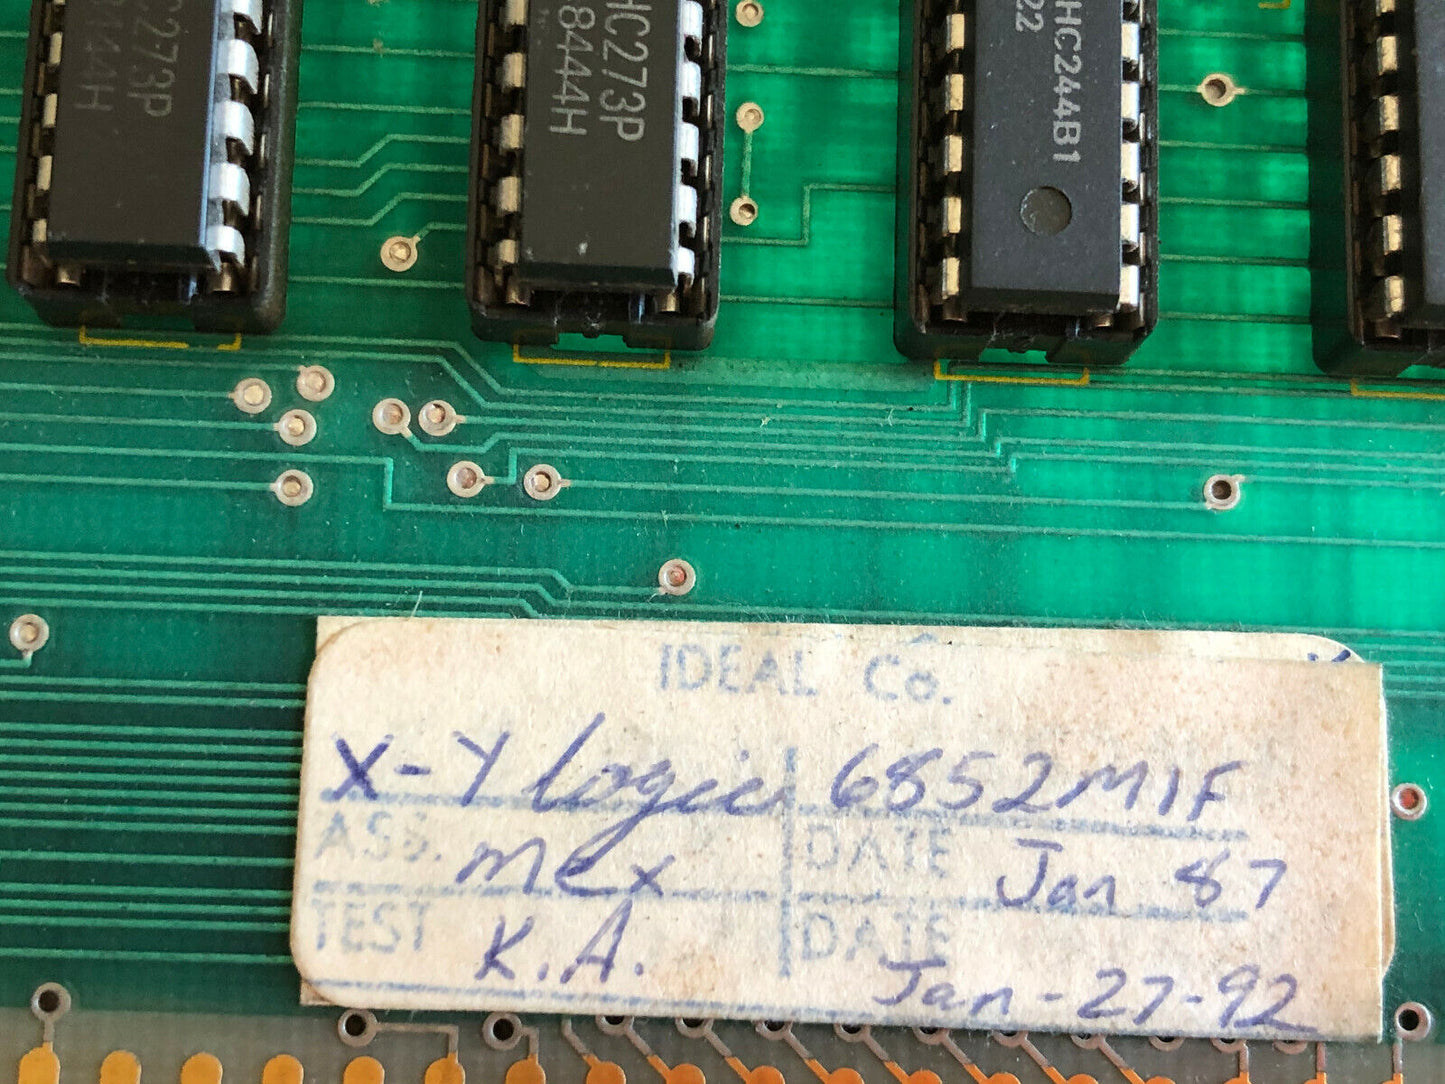 C273P
8444H
HC273P
8444H
HC244B1
22
IDEAL Co.
X-Y logic 6852M1F
ASS. Mex DATE Jan 87
TEST K.A. DATE Jan-27-92